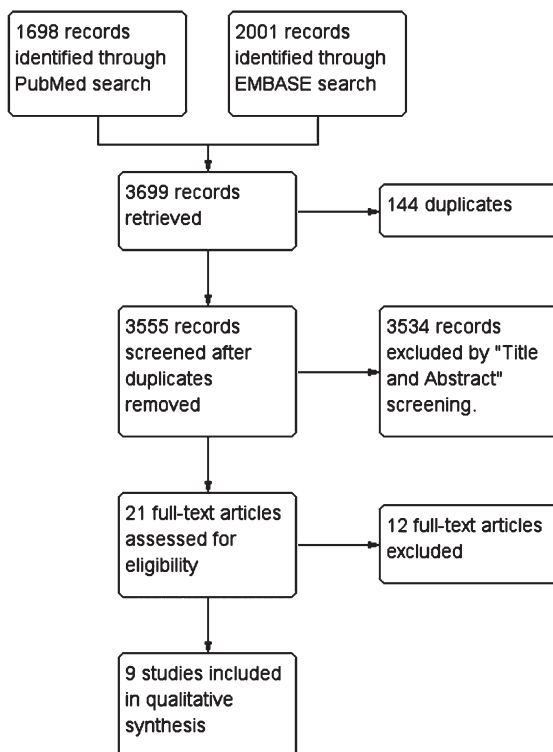 1698 records
identified through
PubMed search
2001 records
identified through
EMBASE search
3699 records
retrieved
144 duplicates
3555 records
screened after
duplicates
removed
3534 records
excluded by "Title
and Abstract"
screening.
21 full-text articles
assessed for
eligibility
12 full-text articles
excluded
9 studies included
in qualitative
synthesis